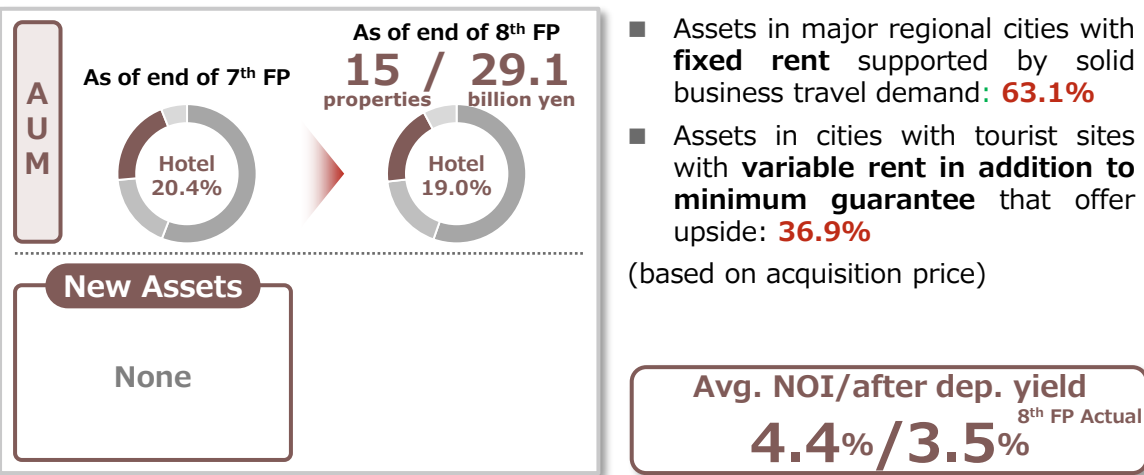 AUM
As of end of 7th FP
Hotel
20.4%
As of end of 8th FP
15 / 29.1
properties billion yen
Hotel
19.0%
New Assets
None
■ Assets in major regional cities with
fixed rent supported by solid
business travel demand: 63.1%
■ Assets in cities with tourist sites
with variable rent in addition to
minimum guarantee that offer
upside: 36.9%
(based on acquisition price)
Avg. NOI/after dep. yield
8th FP Actual
4.4%/3.5%